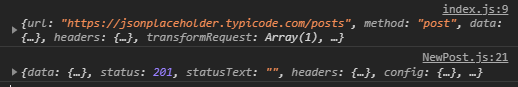 index.js:9
{url: "https://jsonplaceholder.typicode.com/posts", method: "post", data:
{…}, headers: {…}, transformRequest: Array(1), …}
NewPost.js:21
{data: {…}, status: 201, statusText: "", headers: {…}, config: {…}, …}